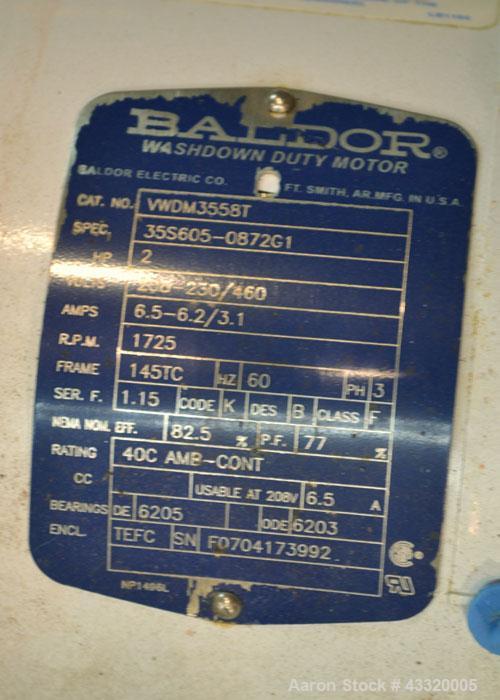 BALDOR®
WASHDOWN DUTY MOTOR
BALDOR ELECTRIC CO. FT. SMITH, AR. MFG. IN U.S.A.
CAT. NO. VWDM3558T
SPEC. 35S605-0872G1
HP 2
VOLTS 208-230/460
AMPS 6.5-6.2/3.1
R.P.M. 1725
FRAME 145TC HZ 60 PH 3
SER. F. 1.15 CODE K DES B CLASS F
NEMA NOM. EFF. 82.5 % P.F. 77 %
RATING 40C AMB-CONT
CC USABLE AT 208V 6.5 A
BEARINGS DE 6205 ODE 6203
ENCL. TEFC SN F0704173992
NP1496L
Aaron Stock # 43320005